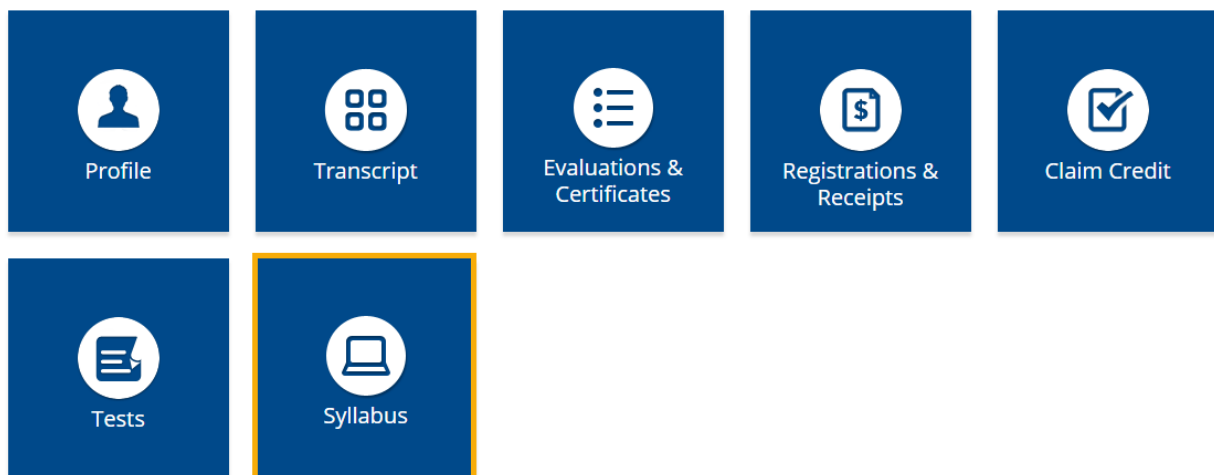 Profile
Transcript
Evaluations &
Certificates
Registrations &
Receipts
Claim Credit
Tests
Syllabus